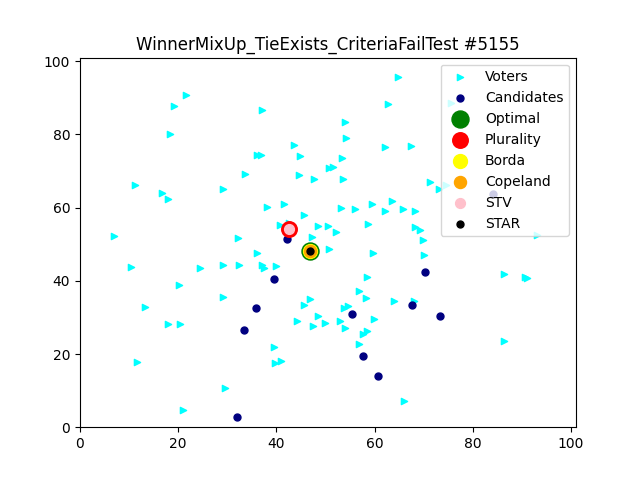 WinnerMixUp_TieExists_CriteriaFailTest #5155
100
80
60
40
20
0
0
20
40
60
80
100
Voters
Candidates
Optimal
Plurality
Borda
Copeland
STV
STAR